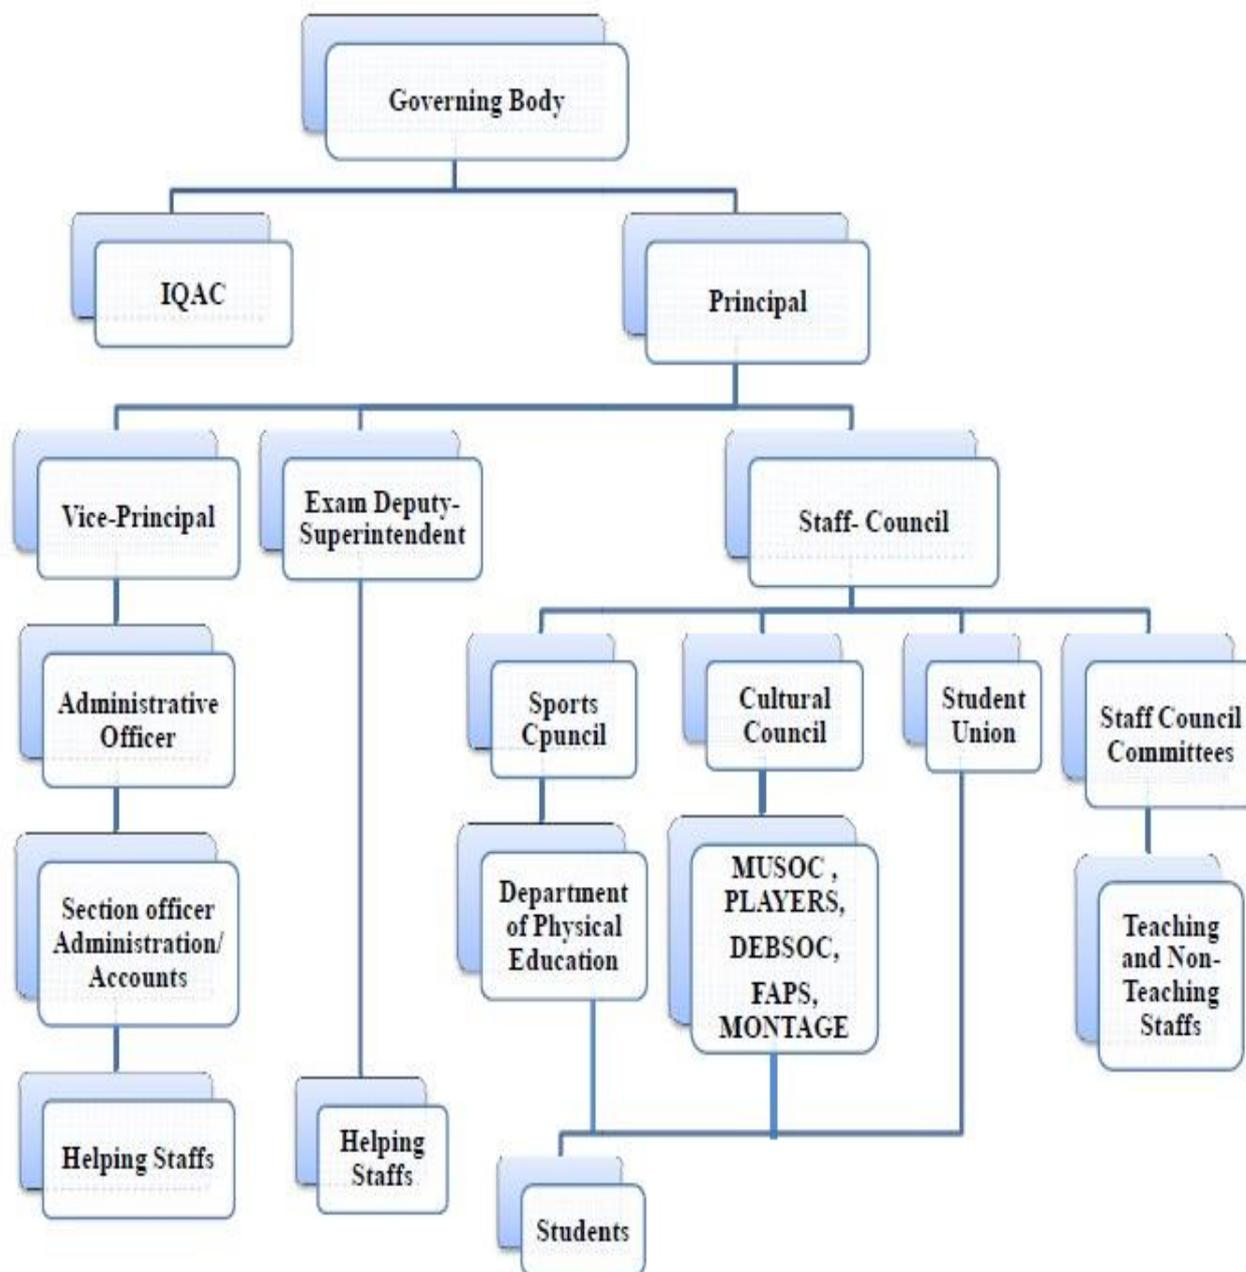 Governing Body
IQAC
Principal
Vice-Principal
Exam Deputy-
Superintendent
Staff- Council
Administrative
Officer
Sports
Cpuncil
Cultural
Council
Student
Union
Staff Council
Committees
Section officer
Administration/
Accounts
Department
of Physical
Education
MUSOC ,
PLAYERS,
DEBSOC,
FAPS,
MONTAGE
Teaching
and Non-
Teaching
Staffs
Helping Staffs
Helping
Staffs
Students